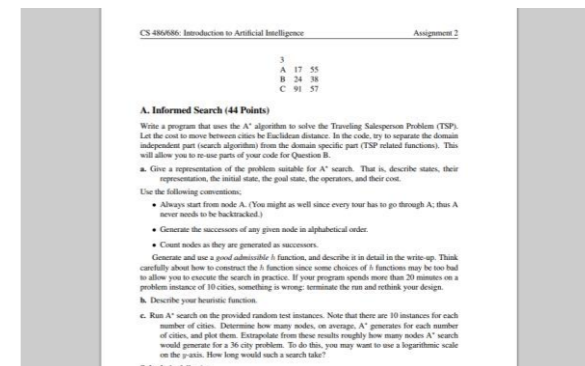 CS 486/686: Introduction to Artificial Intelligence Assignment 2
3
A 17 55
B 24 38
C 91 57
A. Informed Search (44 Points)
Write a program that uses the A* algorithm to solve the Traveling Salesperson Problem (TSP).
Let the cost to move between cities be Euclidean distance. In the code, try to separate the domain
independent part (search algorithm) from the domain specific part (TSP related functions). This
will allow you to re-use parts of your code for Question B.
a. Give a representation of the problem suitable for A* search. That is, describe states, their
representation, the initial state, the goal state, the operators, and their cost.
Use the following conventions:
• Always start from node A. (You might as well since every tour has to go through A; thus A
never needs to be backtracked.)
• Generate the successors of any given node in alphabetical order.
• Count nodes as they are generated as successors.
Generate and use a good admissible h function, and describe it in detail in the write-up. Think
carefully about how to construct the h function since some choices of h functions may be too bad
to allow you to execute the search in practice. If your program spends more than 20 minutes on a
problem instance of 10 cities, something is wrong: terminate the run and rethink your design.
b. Describe your heuristic function.
c. Run A* search on the provided random test instances. Note that there are 10 instances for each
number of cities. Determine how many nodes, on average, A* generates for each number
of cities, and plot them. Extrapolate from these results roughly how many nodes A* search
would generate for a 36 city problem. To do this, you may want to use a logarithmic scale
on the y-axis. How long would such a search take?